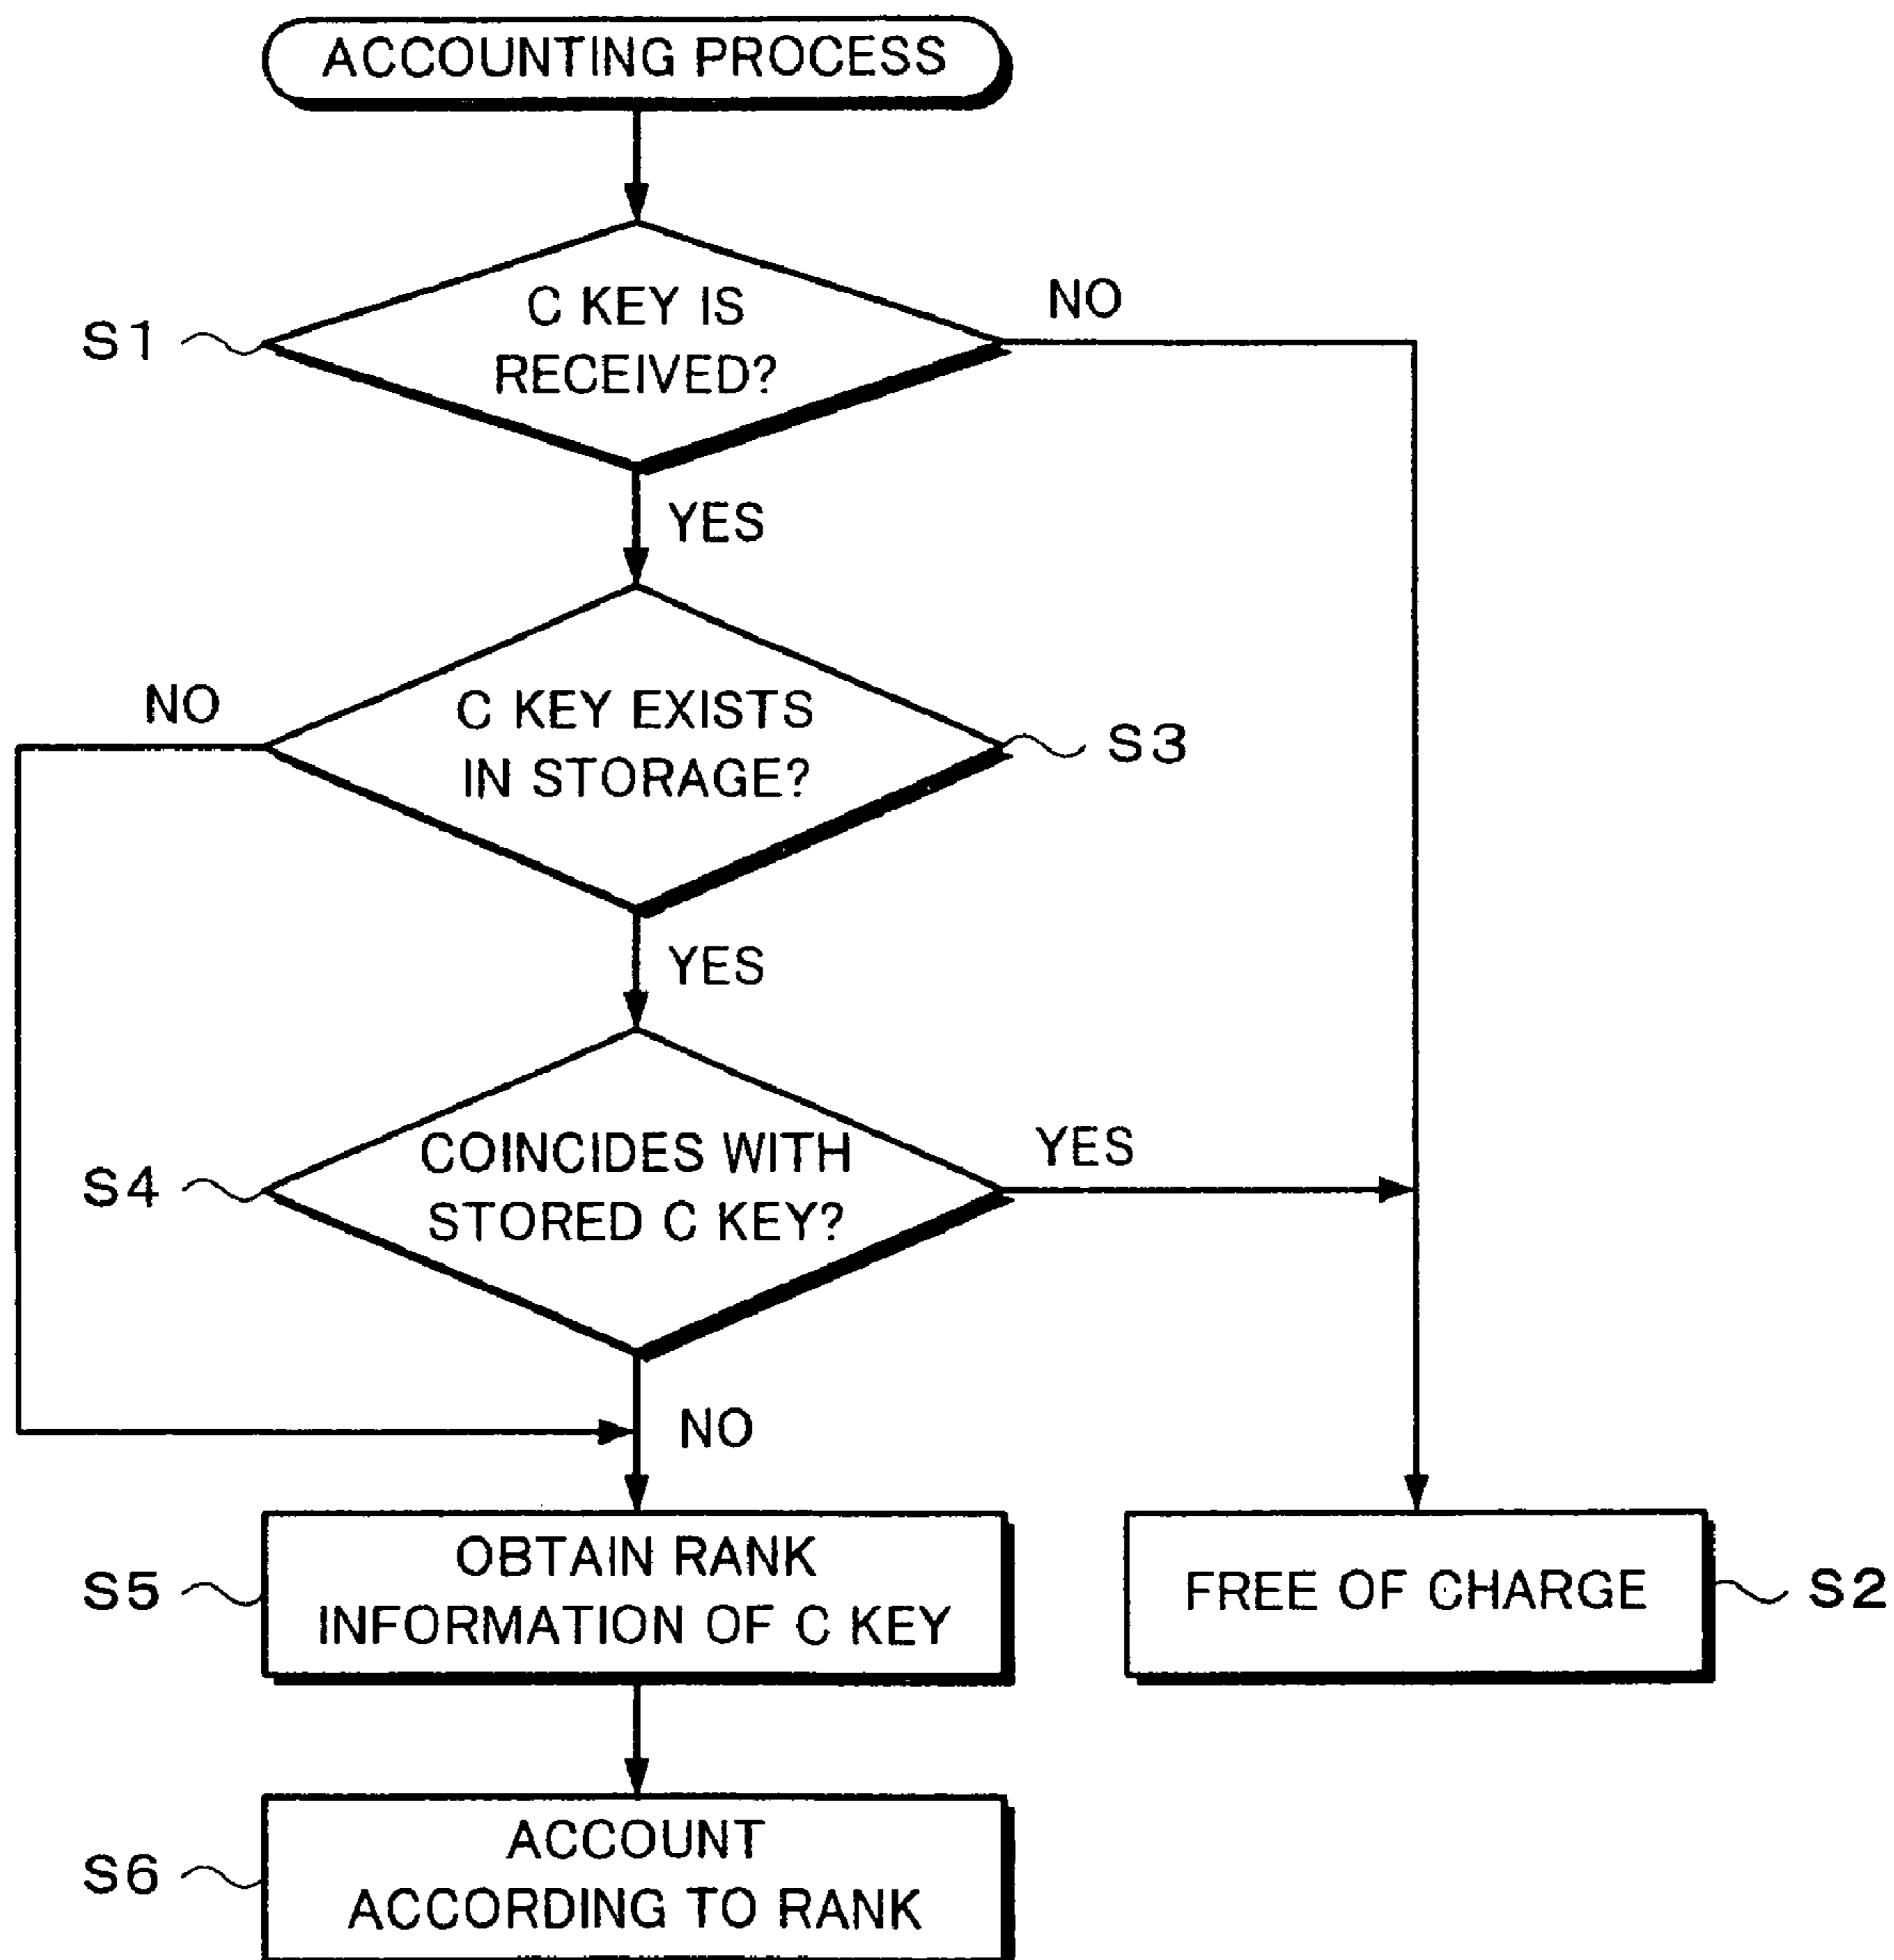 ACCOUNTING PROCESS
C KEY IS
RECEIVED?
NO
S1
YES
C KEY EXISTS
IN STORAGE?
NO
S3
YES
COINCIDES WITH
STORED C KEY?
YES
S4
NO
OBTAIN RANK
INFORMATION OF C KEY
S5
FREE OF CHARGE
S2
ACCOUNT
ACCORDING TO RANK
S6